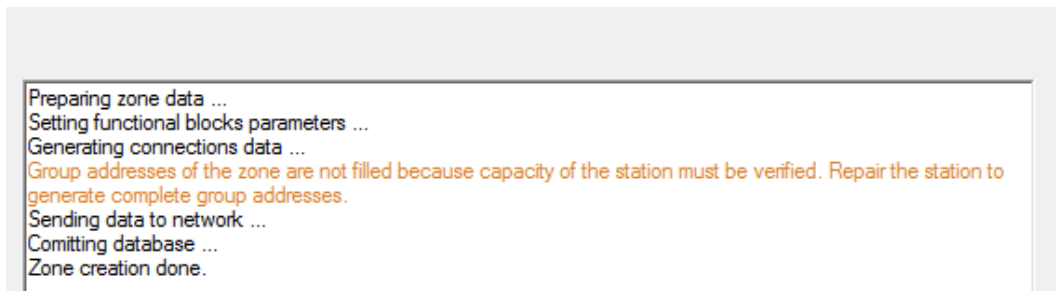 Preparing zone data ...
Setting functional blocks parameters ...
Generating connections data ...
Group addresses of the zone are not filled because capacity of the station must be verified. Repair the station to
generate complete group addresses.
Sending data to network ...
Comitting database ...
Zone creation done.